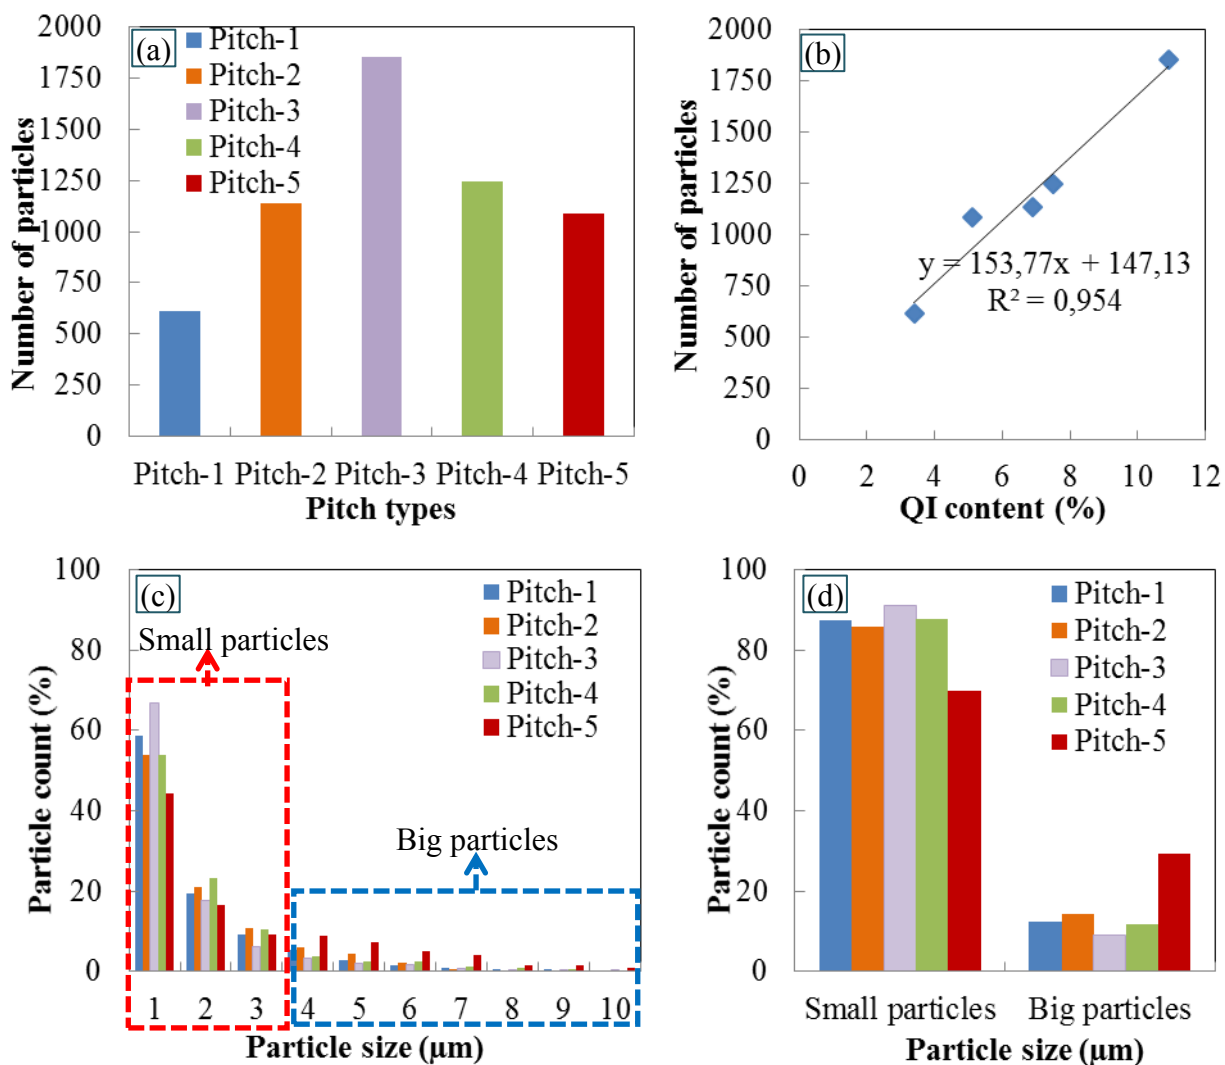 (a)
2000
1750
1500
1250
1000
750
500
250
0
Number of particles
Pitch-1
Pitch-2
Pitch-3
Pitch-4
Pitch-5
Pitch-1 Pitch-2 Pitch-3 Pitch-4 Pitch-5
Pitch types
(b)
2000
1750
1500
1250
1000
750
500
250
0
Number of particles
y = 153,77x + 147,13
R² = 0,954
0 2 4 6 8 10 12
QI content (%)
(c)
100
80
60
40
20
0
Particle count (%)
Pitch-1
Pitch-2
Pitch-3
Pitch-4
Pitch-5
Small particles
Big particles
1 2 3 4 5 6 7 8 9 10
Particle size (μm)
(d)
100
80
60
40
20
0
Particle count (%)
Pitch-1
Pitch-2
Pitch-3
Pitch-4
Pitch-5
Small particles Big particles
Particle size (μm)